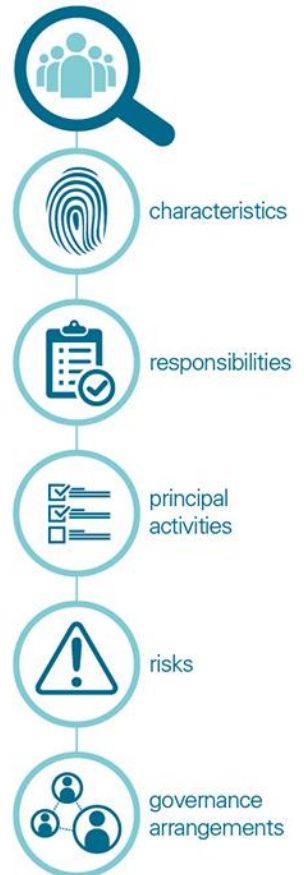 characteristics
responsibilities
principal
activities
risks
governance
arrangements